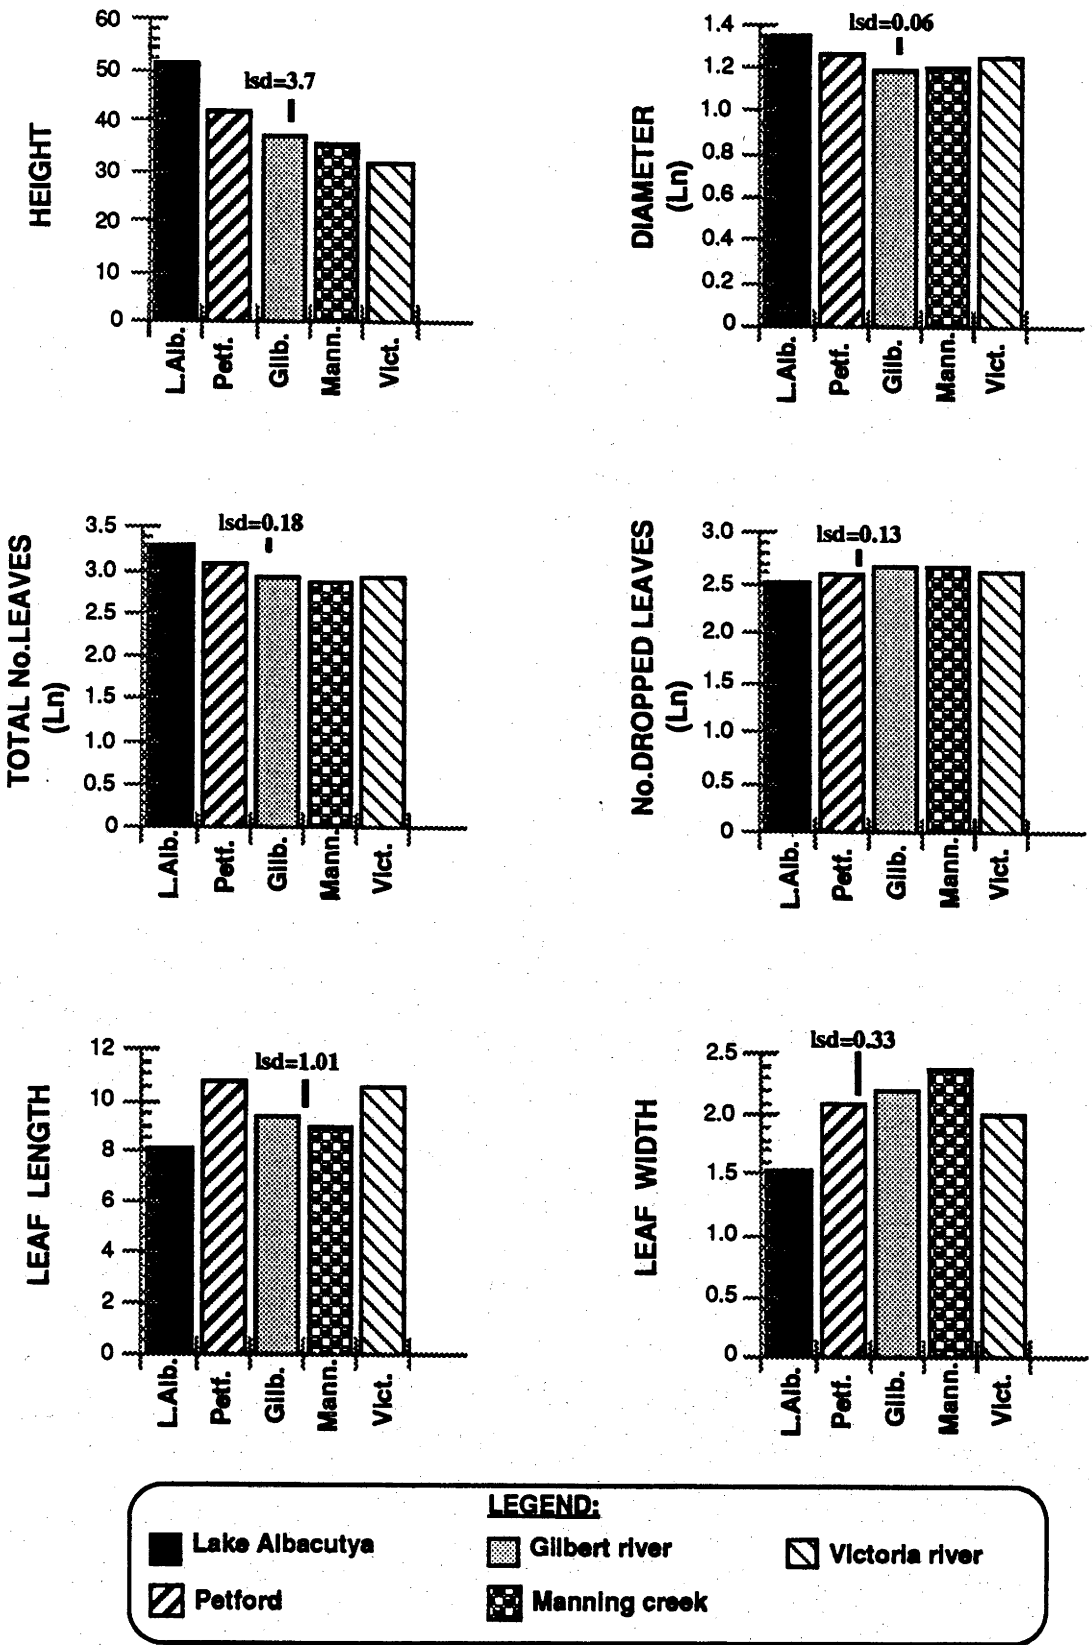 60
50
40
30
20
10
0
HEIGHT
lsd=3.7
L.Alb.
Petf.
Gilb.
Mann.
Vict.
1.4
1.2
1.0
0.8
0.6
0.4
0.2
0
DIAMETER
(Ln)
lsd=0.06
L.Alb.
Petf.
Gilb.
Mann.
Vict.
3.5
3.0
2.5
2.0
1.5
1.0
0.5
0
TOTAL No.LEAVES
(Ln)
lsd=0.18
L.Alb.
Petf.
Gilb.
Mann.
Vict.
3.0
2.5
2.0
1.5
1.0
0.5
0
No.DROPPED LEAVES
(Ln)
lsd=0.13
L.Alb.
Petf.
Gilb.
Mann.
Vict.
12
10
8
6
4
2
0
LEAF LENGTH
lsd=1.01
L.Alb.
Petf.
Gilb.
Mann.
Vict.
2.5
2.0
1.5
1.0
0.5
0
LEAF WIDTH
lsd=0.33
L.Alb.
Petf.
Gilb.
Mann.
Vict.
LEGEND:
Lake Albacutya
Gilbert river
Victoria river
Petford
Manning creek